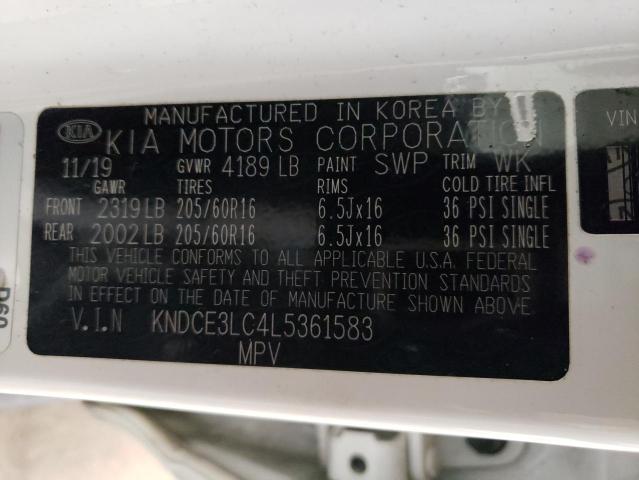 MANUFACTURED IN KOREA BY
KIA KIA MOTORS CORPORATION
11/19 GVWR 4189 LB PAINT SWP TRIM WK
GAWR TIRES RIMS COLD TIRE INFL
FRONT 2319 LB 205/60R16 6.5Jx16 36 PSI SINGLE
REAR 2002 LB 205/60R16 6.5Jx16 36 PSI SINGLE
THIS VEHICLE CONFORMS TO ALL APPLICABLE U.S.A. FEDERAL
MOTOR VEHICLE SAFETY AND THEFT PREVENTION STANDARDS
IN EFFECT ON THE DATE OF MANUFACTURE SHOWN ABOVE.
V.I.N KNDCE3LC4L5361583
MPV
VIN